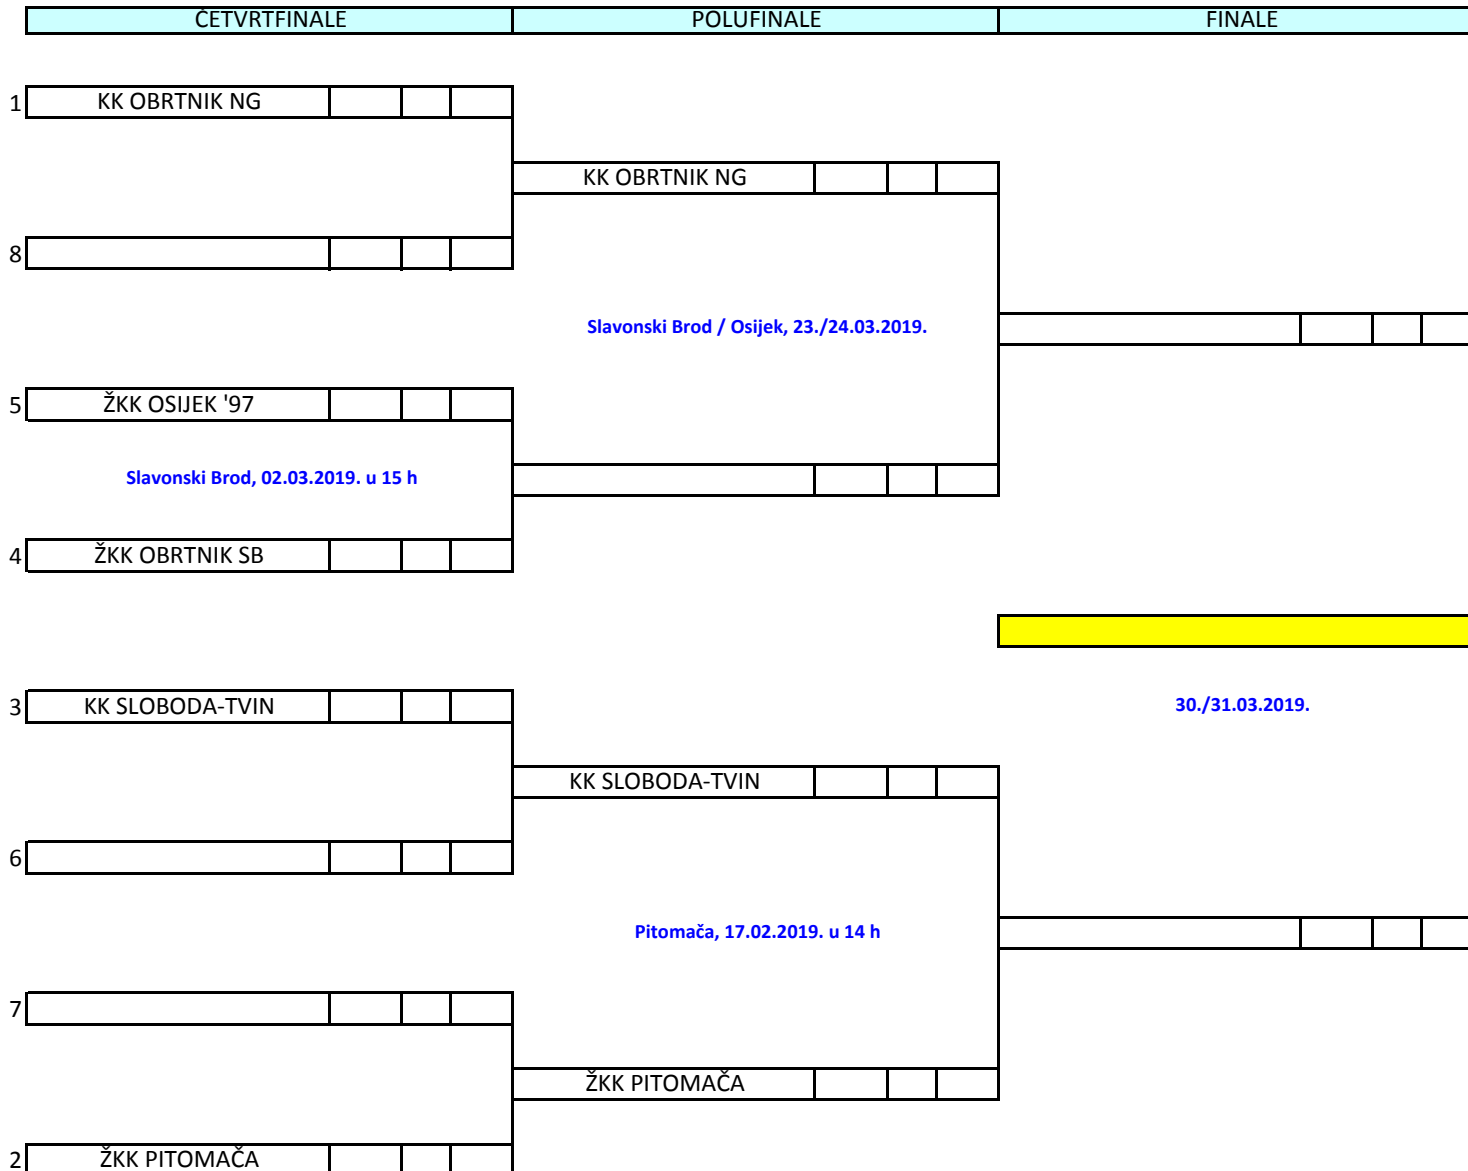 ČETVRTFINALE POLUFINALE FINALE
1 KK OBRTNIK NG
KK OBRTNIK NG
8
Slavonski Brod / Osijek, 23./24.03.2019.
5 ŽKK OSIJEK '97
Slavonski Brod, 02.03.2019. u 15 h
4 ŽKK OBRTNIK SB
3 KK SLOBODA-TVIN
30./31.03.2019.
KK SLOBODA-TVIN
6
Pitomača, 17.02.2019. u 14 h
7
ŽKK PITOMAČA
2 ŽKK PITOMAČA